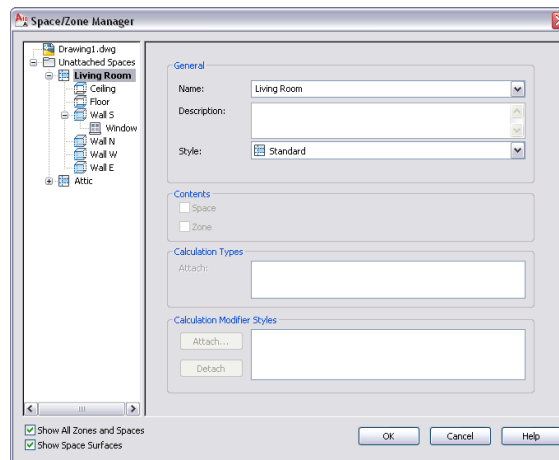 Space/Zone Manager
Drawing1.dwg
Unattached Spaces
Living Room
Ceiling
Floor
Wall S
Window
Wall N
Wall W
Wall E
Attic
General
Name: Living Room
Description:
Style: Standard
Contents
Space
Zone
Calculation Types
Attach:
Calculation Modifier Styles
Attach...
Detach
Show All Zones and Spaces
Show Space Surfaces
OK Cancel Help